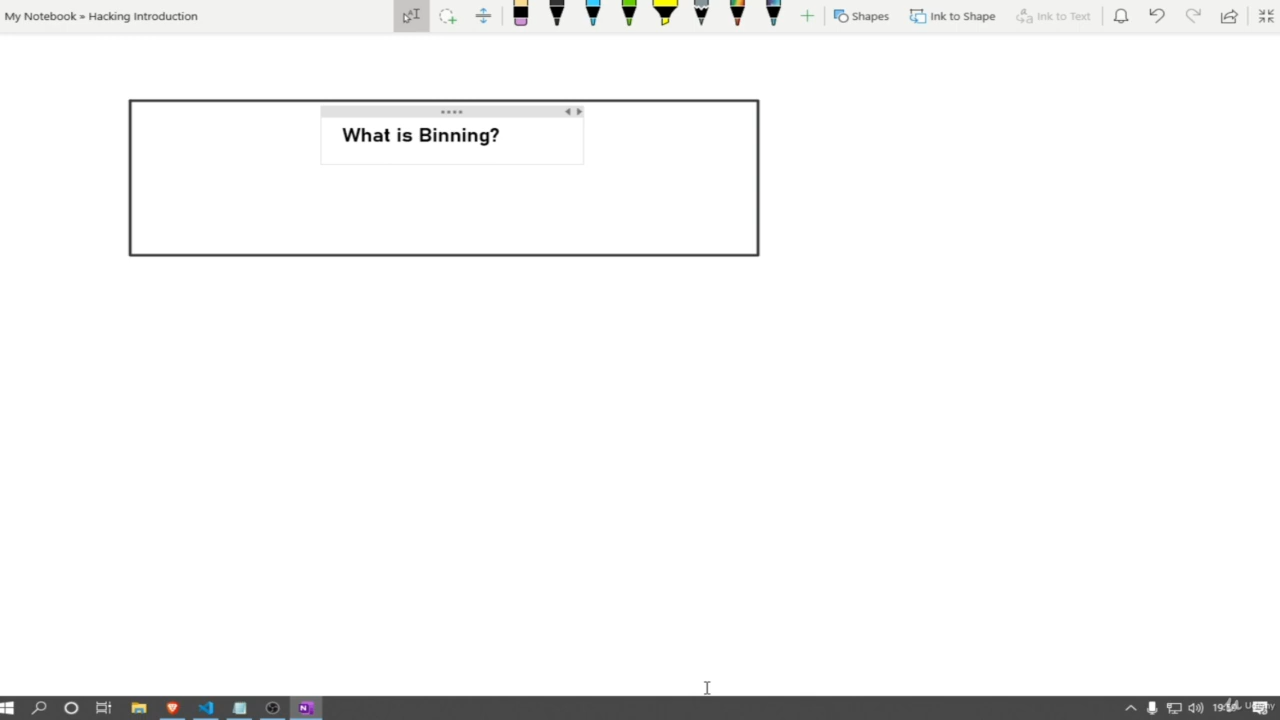 My Notebook » Hacking Introduction
Shapes
Ink to Shape
Ink to Text
What is Binning?